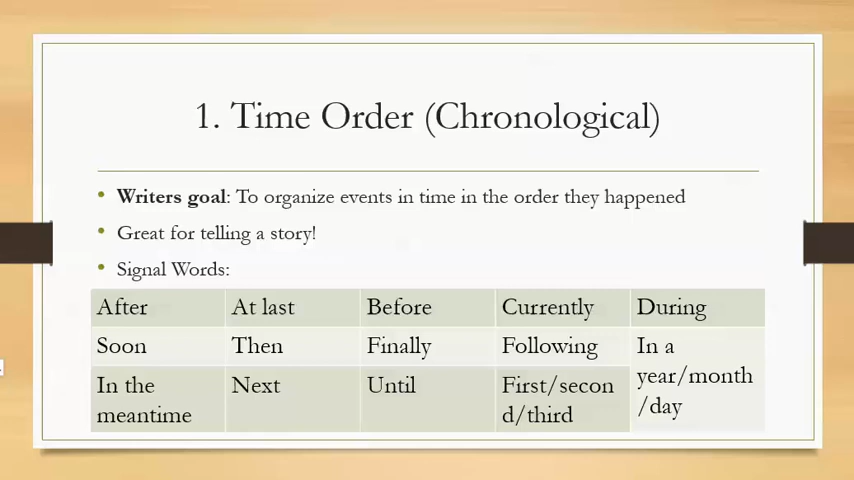 1. Time Order (Chronological)
• Writers goal: To organize events in time in the order they happened
• Great for telling a story!
• Signal Words:
After At last Before Currently During
Soon Then Finally Following In a
year/month
/day
In the
meantime Next Until First/secon
d/third